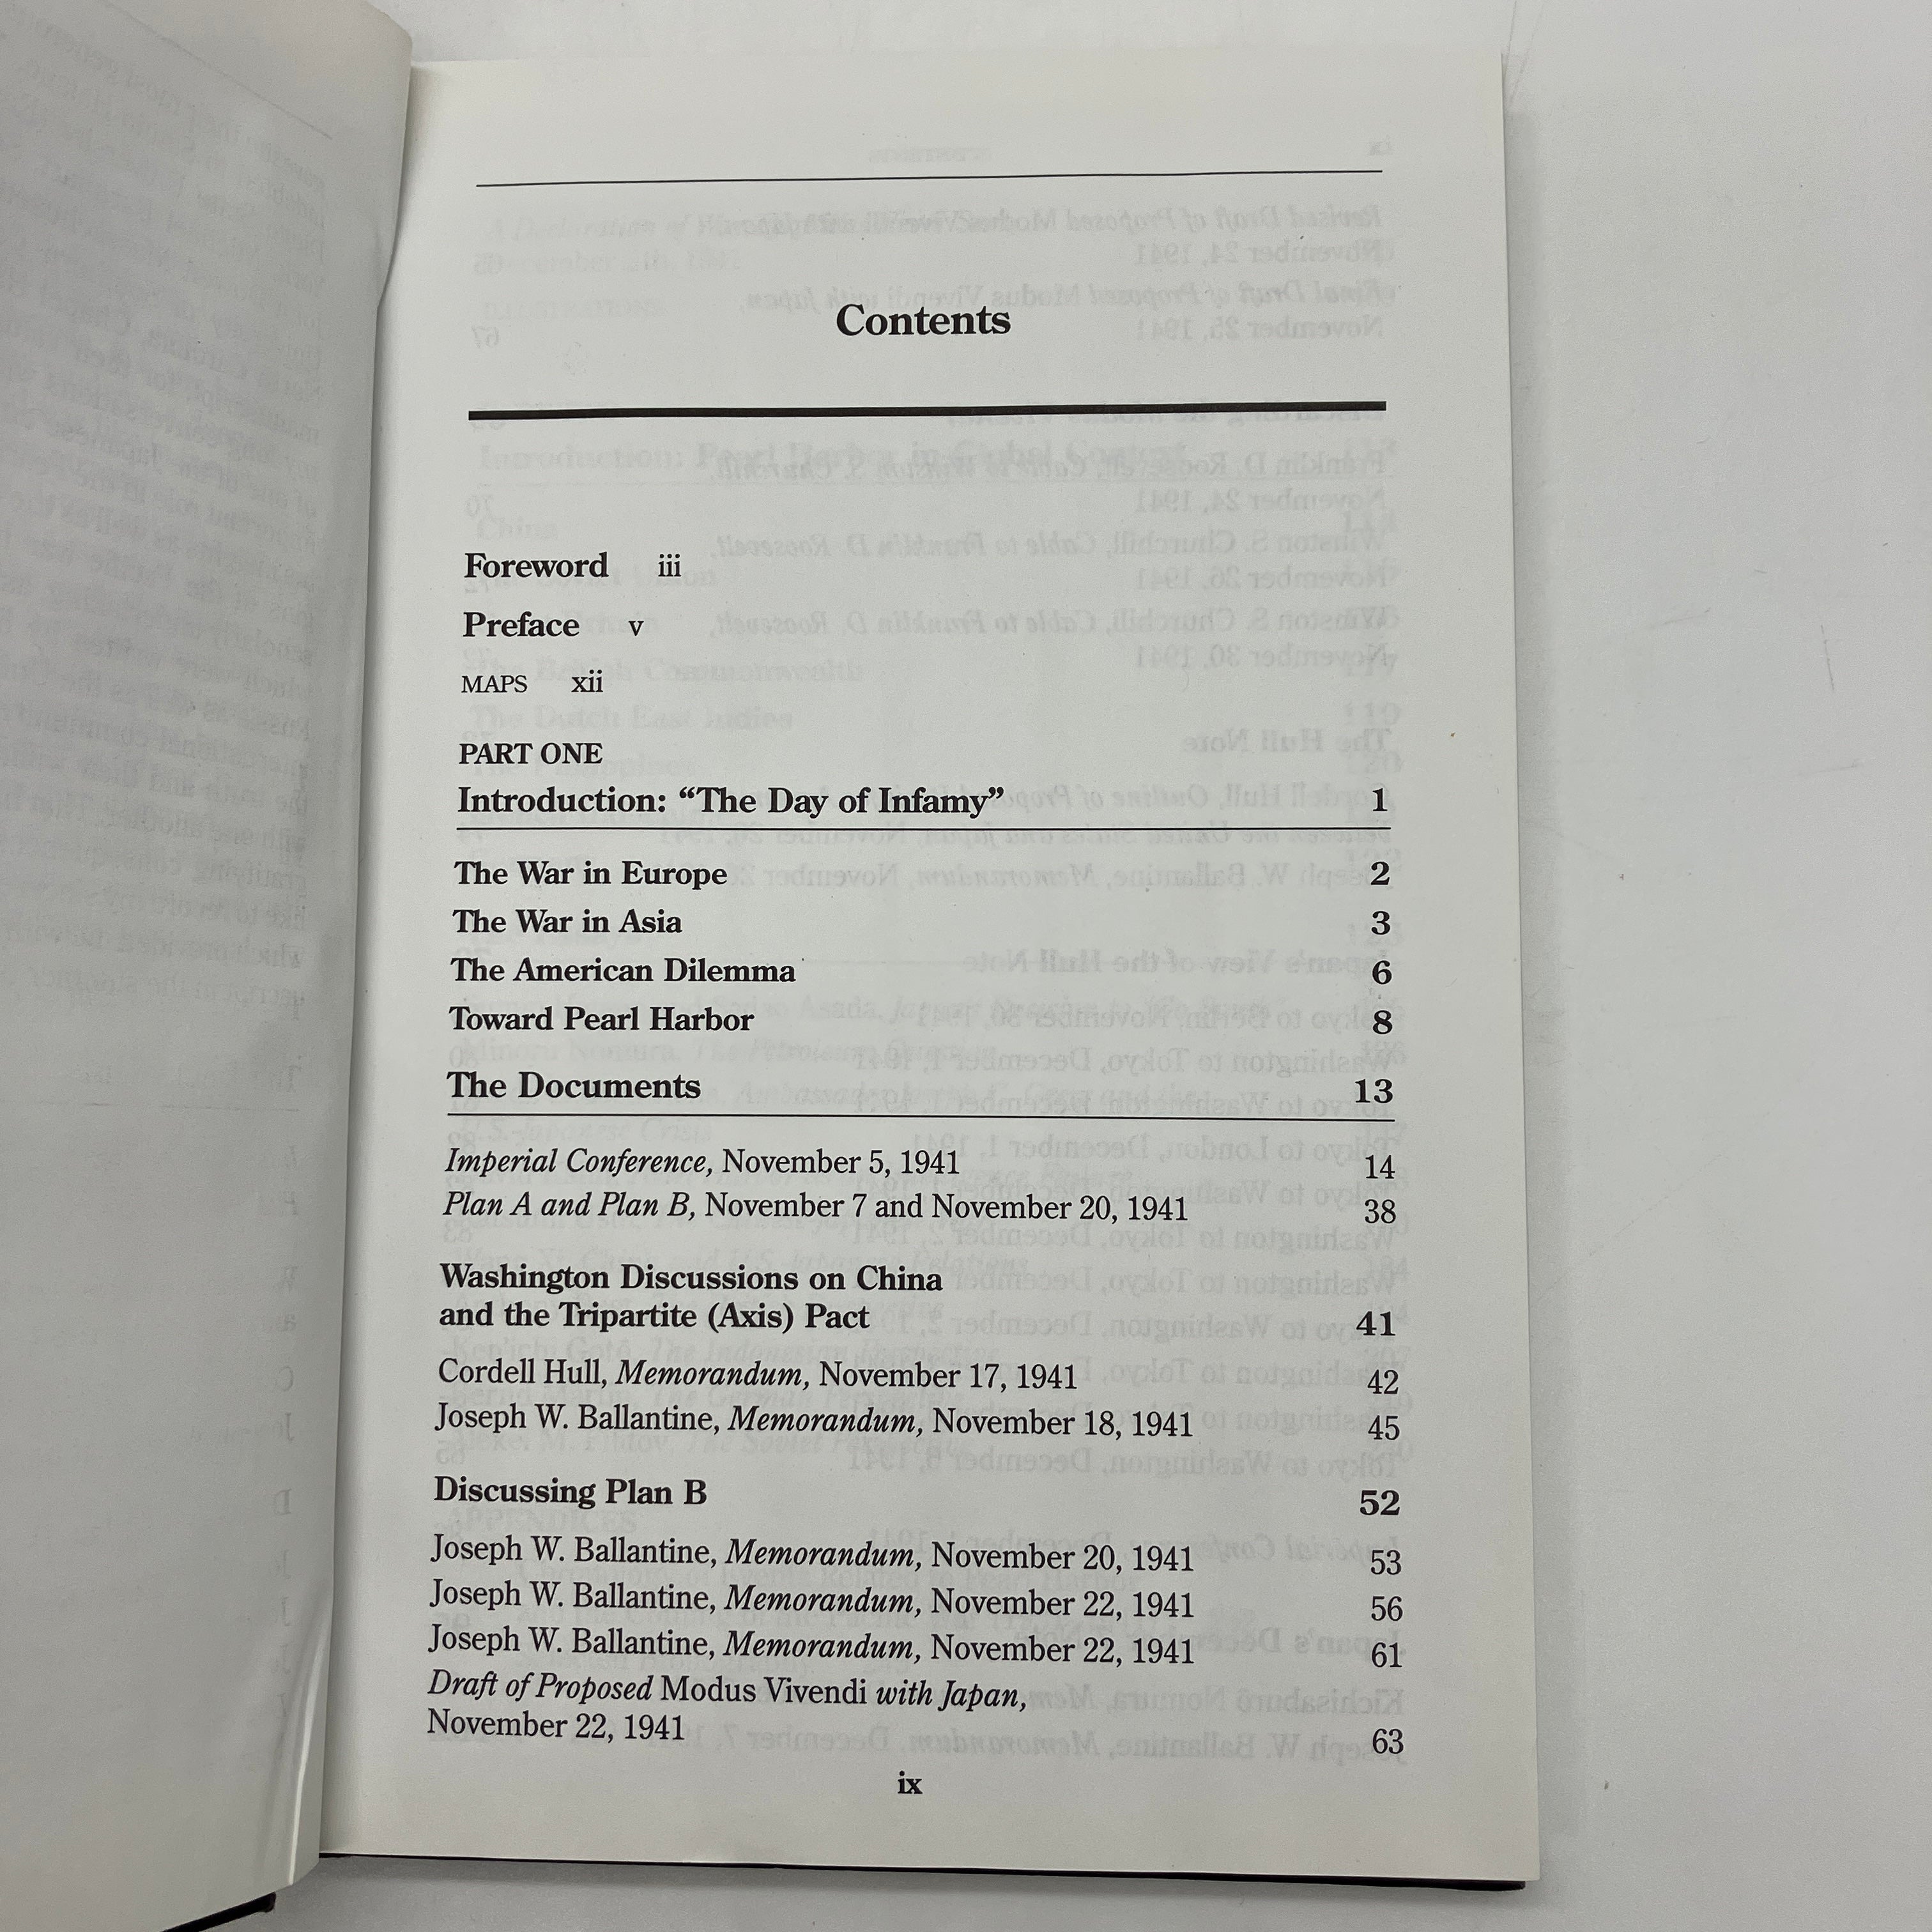 Contents
Foreword iii
Preface v
MAPS xii
PART ONE
Introduction: “The Day of Infamy” 1
The War in Europe 2
The War in Asia 3
The American Dilemma 6
Toward Pearl Harbor 8
The Documents 13
Imperial Conference, November 5, 1941 14
Plan A and Plan B, November 7 and November 20, 1941 38
Washington Discussions on China
and the Tripartite (Axis) Pact 41
Cordell Hull, Memorandum, November 17, 1941 42
Joseph W. Ballantine, Memorandum, November 18, 1941 45
Discussing Plan B 52
Joseph W. Ballantine, Memorandum, November 20, 1941 53
Joseph W. Ballantine, Memorandum, November 22, 1941 56
Joseph W. Ballantine, Memorandum, November 22, 1941 61
Draft of Proposed Modus Vivendi with Japan,
November 22, 1941 63
ix